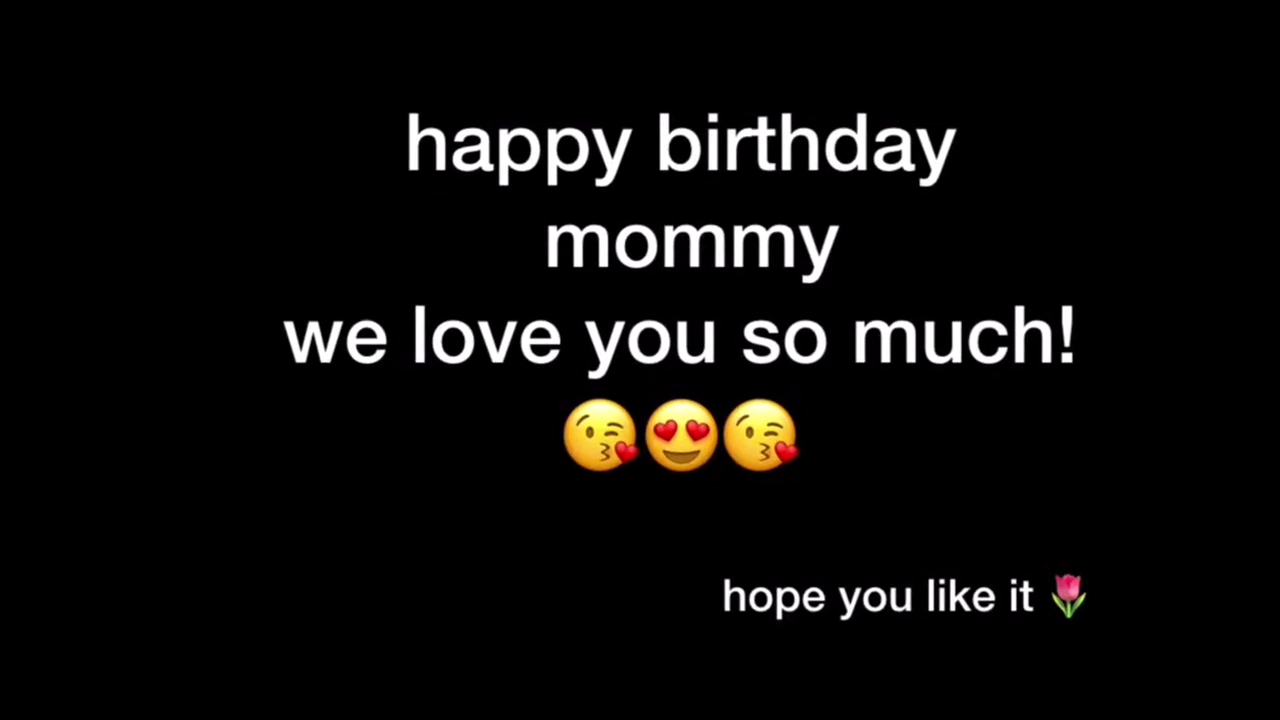 happy birthday
mommy
we love you so much!
😘😍😘
hope you like it 🌷